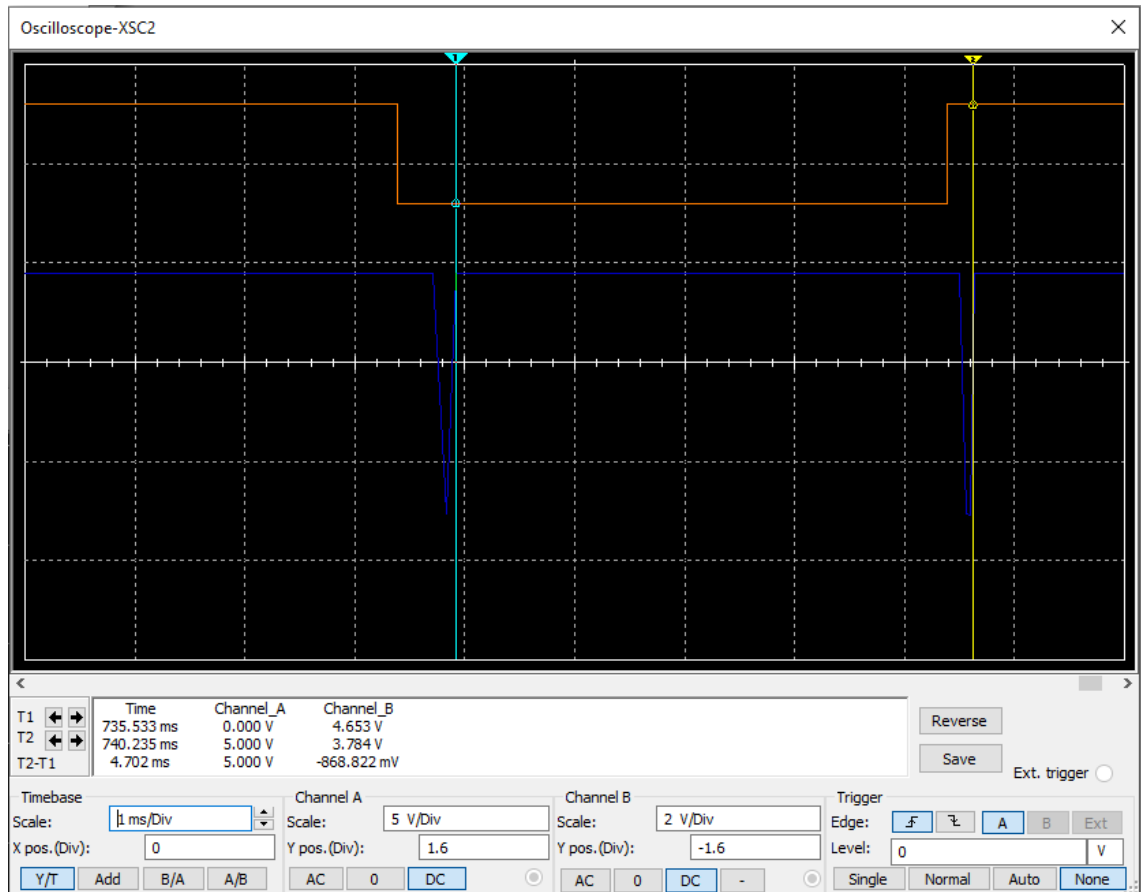 Oscilloscope-XSC2
1 2
Time Channel_A Channel_B
T1 735.533 ms 0.000 V 4.653 V
T2 740.235 ms 5.000 V 3.784 V
T2-T1 4.702 ms 5.000 V -868.822 mV
Reverse
Save
Ext. trigger
Timebase
Scale: 1 ms/Div
X pos.(Div): 0
Y/T Add B/A A/B
Channel A
Scale: 5 V/Div
Y pos.(Div): 1.6
AC 0 DC
Channel B
Scale: 2 V/Div
Y pos.(Div): -1.6
AC 0 DC -
Trigger
Edge: A B Ext
Level: 0 V
Single Normal Auto None